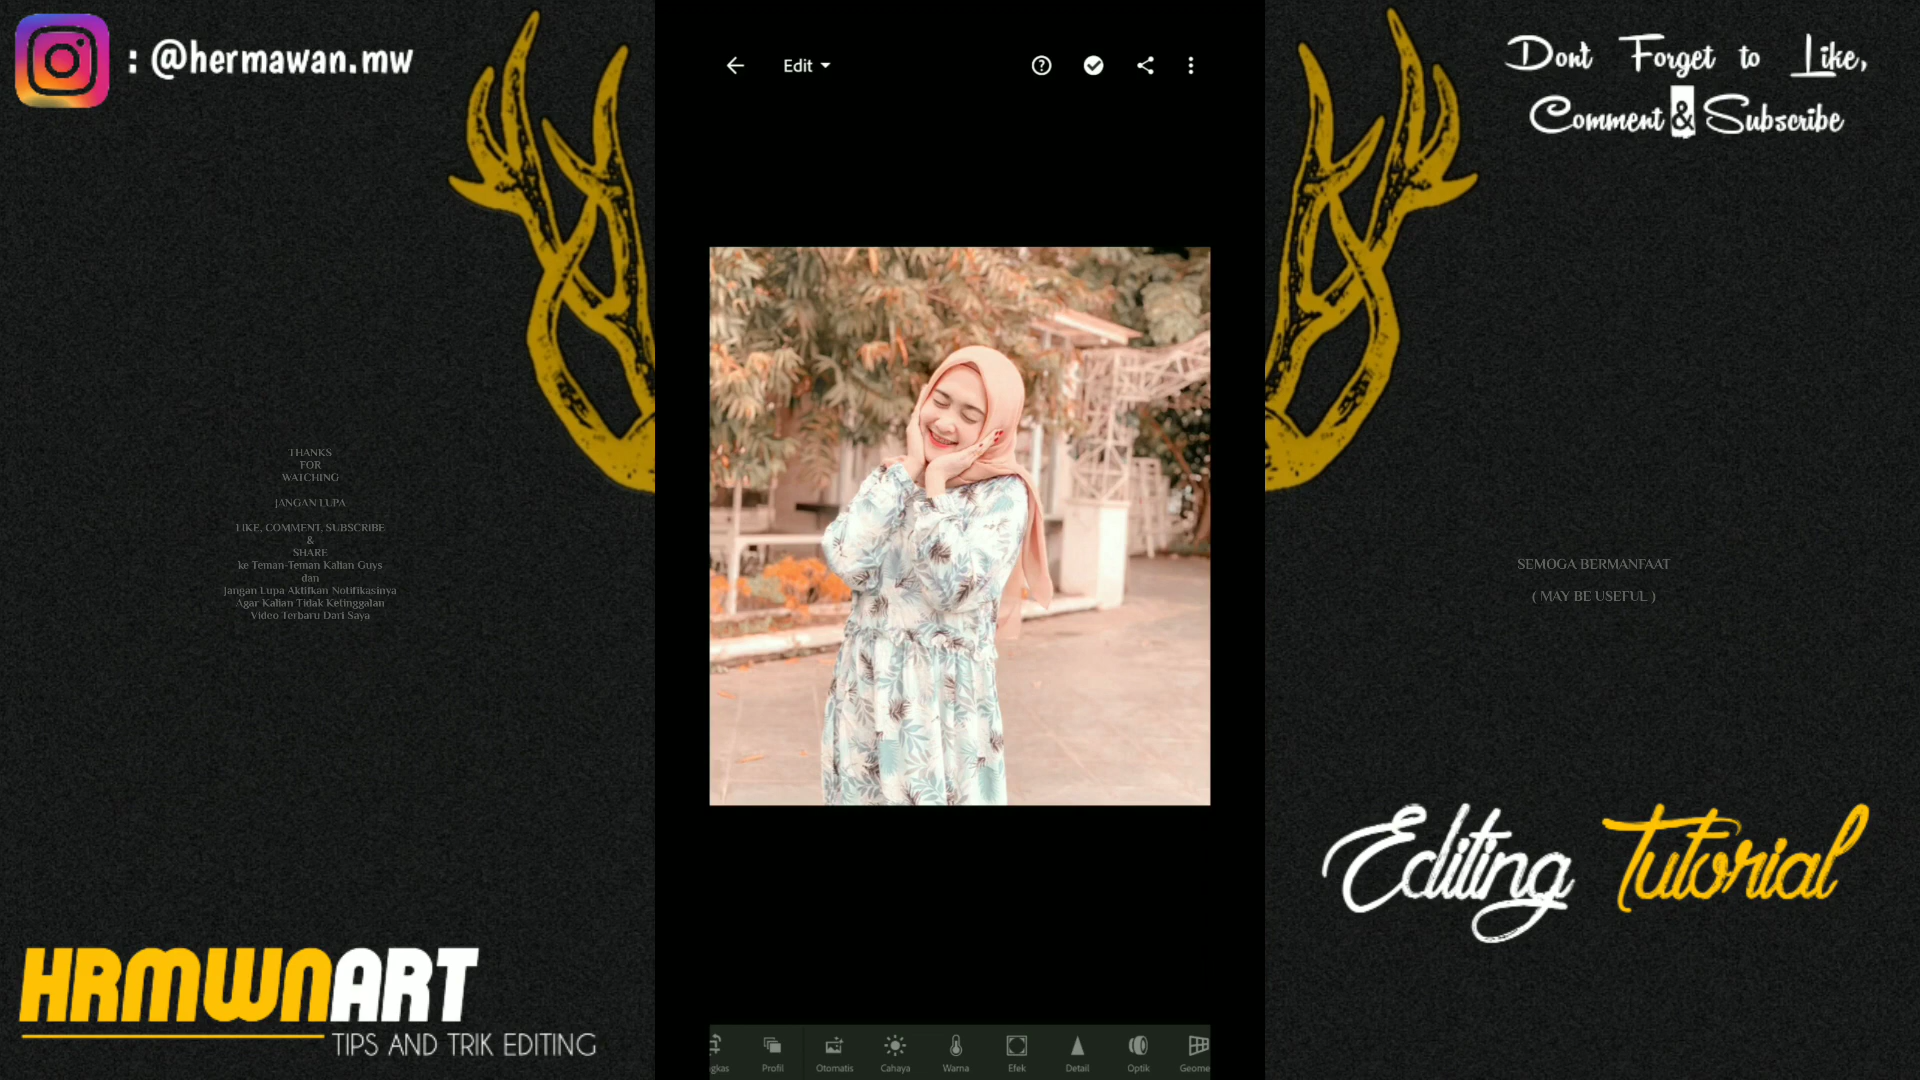 : @hermawan.mw
Dont Forget to Like,
Comment & Subscribe
Edit
THANKS
FOR
WATCHING
JANGAN LUPA
LIKE, COMMENT, SUBSCRIBE
&
SHARE
ke Teman-Teman Kalian Guys
dan
Jangan Lupa Aktifkan Notifikasinya
Agar Kalian Tidak Ketinggalan
Video Terbaru Dari Saya
SEMOGA BERMANFAAT
( MAY BE USEFUL )
Editing Tutorial
HRMWNART
TIPS AND TRIK EDITING
gkas Profil Otomatis Cahaya Warna Efek Detail Optik Geome